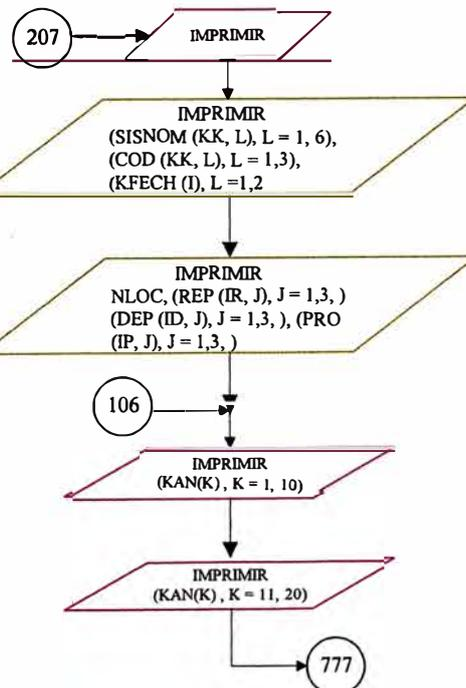 207
IMPRIMIR
IMPRIMIR
(SISNOM (KK, L), L = 1, 6),
(COD (KK, L), L = 1,3),
(KFECH (I), L =1,2
IMPRIMIR
NLOC, (REP (IR, J), J = 1,3, )
(DEP (ID, J), J = 1,3, ), (PRO
(IP, J), J = 1,3, )
106
IMPRIMIR
(KAN(K) , K = 1, 10)
IMPRIMIR
(KAN(K) , K = 11, 20)
777